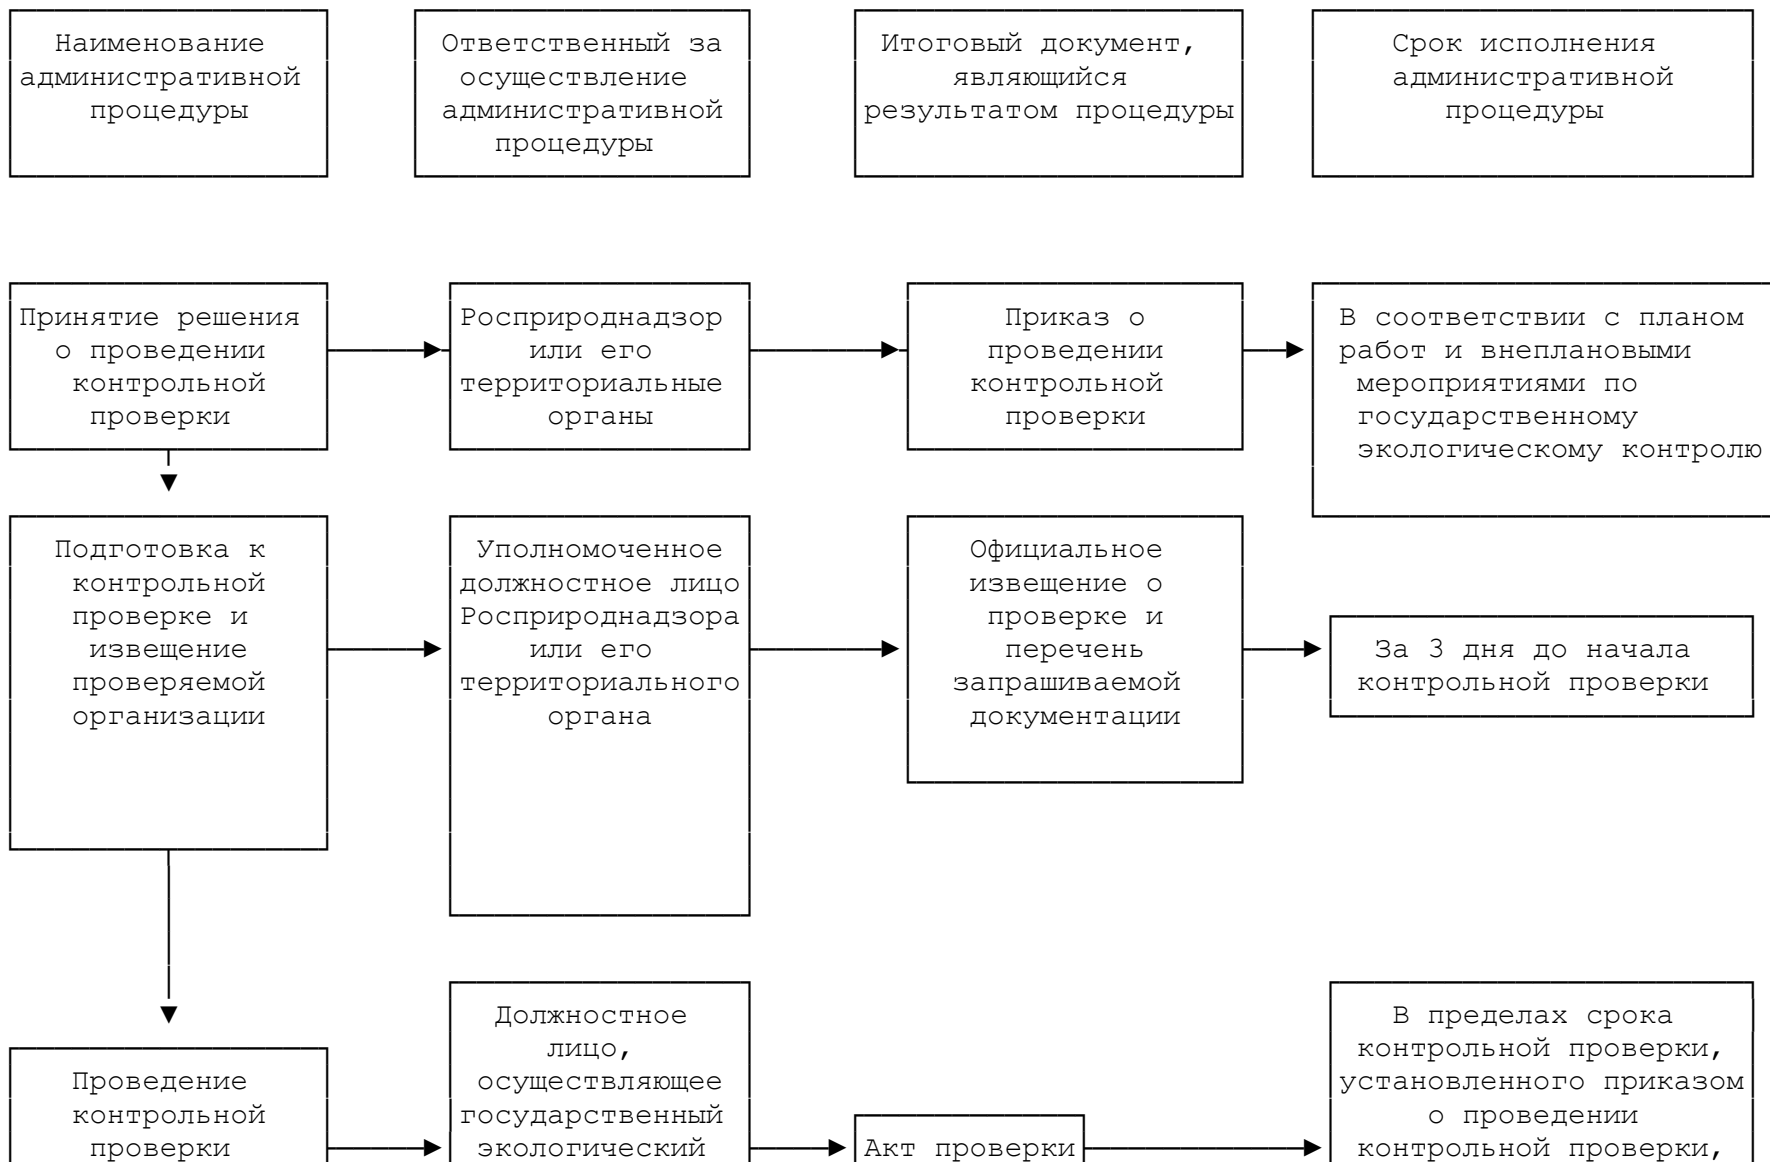 Наименование
административной
процедуры
Ответственный за
осуществление
административной
процедуры
Итоговый документ,
являющийся
результатом процедуры
Срок исполнения
административной
процедуры
Принятие решения
о проведении
контрольной
проверки
Росприроднадзор
или его
территориальные
органы
Приказ о
проведении
контрольной
проверки
В соответствии с планом
работ и внеплановыми
мероприятиями по
государственному
экологическому контролю
Подготовка к
контрольной
проверке и
извещение
проверяемой
организации
Уполномоченное
должностное лицо
Росприроднадзора
или его
территориального
органа
Официальное
извещение о
проверке и
перечень
запрашиваемой
документации
За 3 дня до начала
контрольной проверки
Проведение
контрольной
проверки
Должностное
лицо,
осуществляющее
государственный
экологический
Акт проверки
В пределах срока
контрольной проверки,
установленного приказом
о проведении
контрольной проверки,